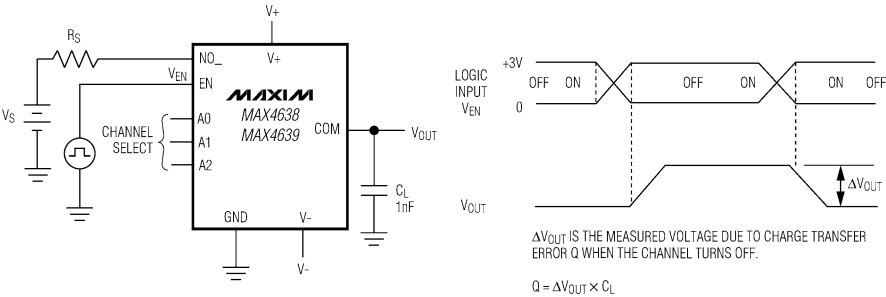 V+
RS
NO_
V+
VEN
EN
VS
MAXIM
MAX4638
MAX4639
CHANNEL
SELECT
A0
A1
A2
COM
VOUT
CL
1nF
GND
V-
V-
LOGIC
INPUT
VEN
+3V
0
OFF ON OFF ON OFF
VOUT
ΔVOUT
ΔVOUT IS THE MEASURED VOLTAGE DUE TO CHARGE TRANSFER
ERROR Q WHEN THE CHANNEL TURNS OFF.
Q = ΔVOUT × CL